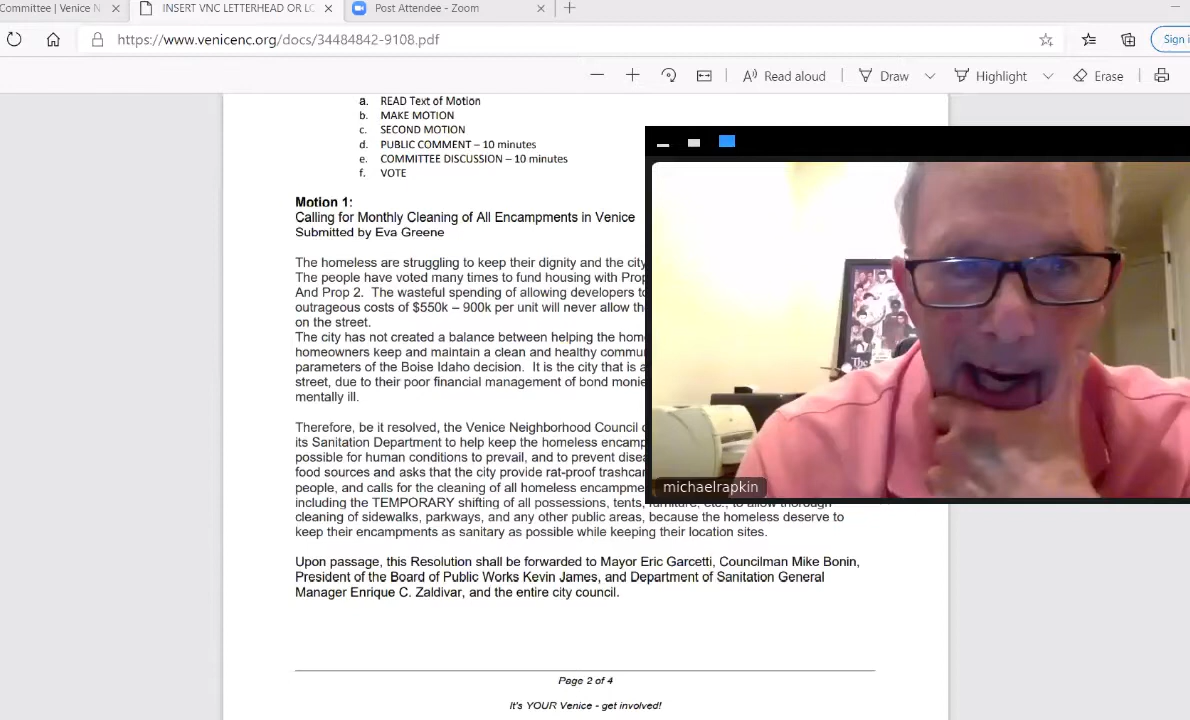 Committee | Venice N
INSERT VNC LETTERHEAD OR LO
Post Attendee - Zoom
https://www.venicenc.org/docs/34484842-9108.pdf
Sign i
Read aloud
Draw
Highlight
Erase
a. READ Text of Motion
b. MAKE MOTION
c. SECOND MOTION
d. PUBLIC COMMENT – 10 minutes
e. COMMITTEE DISCUSSION – 10 minutes
f. VOTE
Motion 1:
Calling for Monthly Cleaning of All Encampments in Venice
Submitted by Eva Greene
The homeless are struggling to keep their dignity and the city
The people have voted many times to fund housing with Prop
And Prop 2. The wasteful spending of allowing developers to
outrageous costs of $550k – 900k per unit will never allow th
on the street.
The city has not created a balance between helping the hom
homeowners keep and maintain a clean and healthy commu
parameters of the Boise Idaho decision. It is the city that is a
street, due to their poor financial management of bond monie
mentally ill.
Therefore, be it resolved, the Venice Neighborhood Council
its Sanitation Department to help keep the homeless encamp
possible for human conditions to prevail, and to prevent disea
food sources and asks that the city provide rat-proof trashcar
people, and calls for the cleaning of all homeless encampme
including the TEMPORARY shifting of all possessions, tents, furniture, etc., to allow thorough
cleaning of sidewalks, parkways, and any other public areas, because the homeless deserve to
keep their encampments as sanitary as possible while keeping their location sites.
Upon passage, this Resolution shall be forwarded to Mayor Eric Garcetti, Councilman Mike Bonin,
President of the Board of Public Works Kevin James, and Department of Sanitation General
Manager Enrique C. Zaldivar, and the entire city council.
Page 2 of 4
It's YOUR Venice - get involved!
The
michaelrapkin